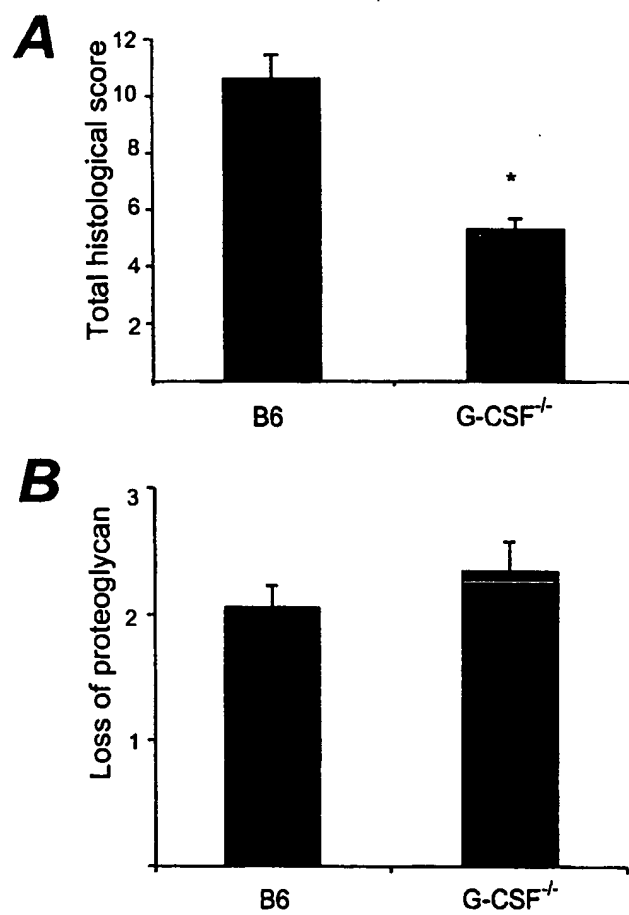 A
Total histological score
12
10
8
6
4
2
*
B6
G-CSF-/-
B
Loss of proteoglycan
3
2
1
B6
G-CSF-/-